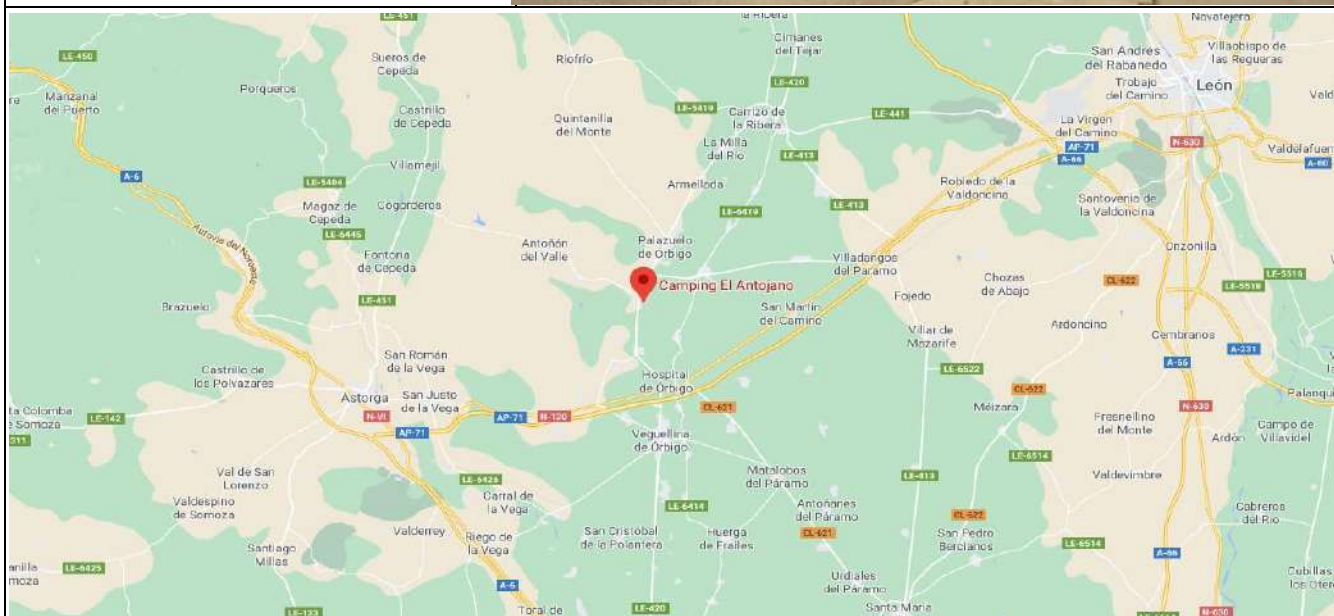 LE-451
la Ribera
Navatejera
LE-450
Sueros de
Cepeda
Riofrío
Cimanes
del Tejar
San Andrés
del Rabanedo
Villaobispo de
las Regueras
Manzanal
del Puerto
Porqueros
LE-420
Trobajo
del Camino
León
Castrillo
de Cepeda
Quintanilla
del Monte
LE-5419
Carrizo de
la Ribera
LE-441
La Virgen
del Camino
Villamejil
La Milla
del Río
LE-413
AP-71
A-66
N-630
Valdelafuente
A-60
A-6
LE-5404
Armellada
Robledo de la
Valdoncina
Magaz de
Cepeda
Cogorderos
LE-6419
LE-413
Santovenia de
la Valdoncina
LE-6445
Autovía del Noroeste
Antoñán
del Valle
Palazuelo
de Órbigo
Onzonilla
Fontoria
de Cepeda
Villadangos
del Páramo
Chozas
de Abajo
CL-622
Camping El Antojano
LE-451
San Martín
del Camino
Fojedo
Brazuelo
Villar de
Mazarife
Ardoncino
Cembranos
A-231
San Román
de la Vega
Castrillo de
los Polvazares
Hospital
de Órbigo
LE-6522
Astorga
San Justo
de la Vega
CL-621
CL-622
LE-142
N-VI
AP-71
N-120
Méizara
Fresnellino
del Monte
N-630
AP-71
Veguellina
de Órbigo
Ardón
Campo de
Villavidel
LE-6514
Val de San
Lorenzo
LE-6426
Matalobos
del Páramo
LE-413
Valdevimbre
Valdespino
de Somoza
Carral de
la Vega
LE-6414
Antoñanes
del Páramo
CL-622
Cabreros
del Río
Valderrey
Riego de
la Vega
San Cristóbal
de la Polantera
Huerga
de Frailes
CL-621
San Pedro
Bercianos
LE-6514
Santiago
Millas
A-66
LE-6425
A-6
Urdiales
del Páramo
Cubillas
LE-133
Toral de
LE-420
Santa María
N-630